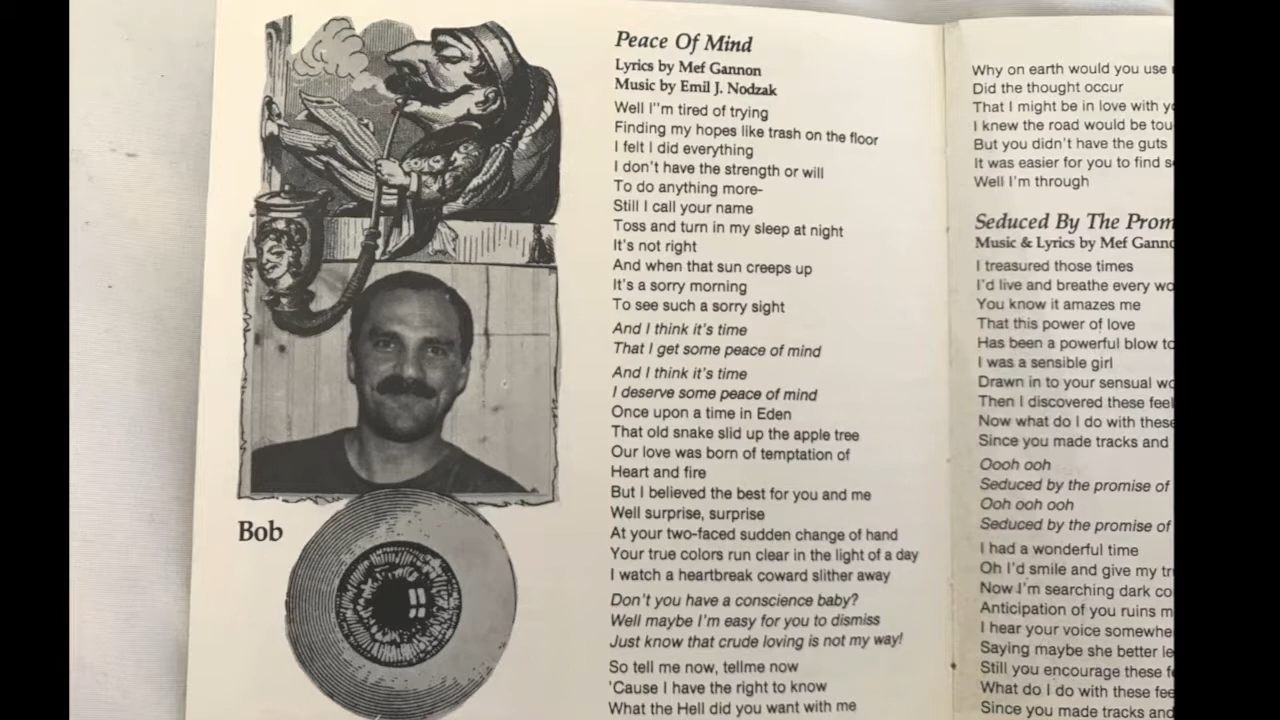 Peace Of Mind
Lyrics by Mef Gannon
Music by Emil J. Nodzak
Well I''m tired of trying
Finding my hopes like trash on the floor
I felt I did everything
I don't have the strength or will
To do anything more-
Still I call your name
Toss and turn in my sleep at night
It's not right
And when that sun creeps up
It's a sorry morning
To see such a sorry sight
And I think it's time
That I get some peace of mind
And I think it's time
I deserve some peace of mind
Once upon a time in Eden
That old snake slid up the apple tree
Our love was born of temptation of
Heart and fire
But I believed the best for you and me
Well surprise, surprise
At your two-faced sudden change of hand
Your true colors run clear in the light of a day
I watch a heartbreak coward slither away
Don't you have a conscience baby?
Well maybe I'm easy for you to dismiss
Just know that crude loving is not my way!
So tell me now, tellme now
'Cause I have the right to know
What the Hell did you want with me
Bob
Why on earth would you use
Did the thought occur
That I might be in love with
I knew the road would be
But you didn't have the guts
It was easier for you to find
Well I'm through
Seduced By The
Music & Lyrics by Mef
I treasured those times
I'd live and breathe every
You know it amazes me
That this power of love
Has been a powerful blow
I was a sensible girl
Drawn in to your sensual
Then I discovered these
Now what do I do with these
Since you made tracks and
Oooh ooh
Seduced by the promise of
Ooh ooh ooh
Seduced by the promise of
I had a wonderful time
Oh I'd smile and give my
Now I'm searching dark
Anticipation of you ruins
I hear your voice
Saying maybe she better
Still you encourage these
What do I do with these
Since you made tracks and